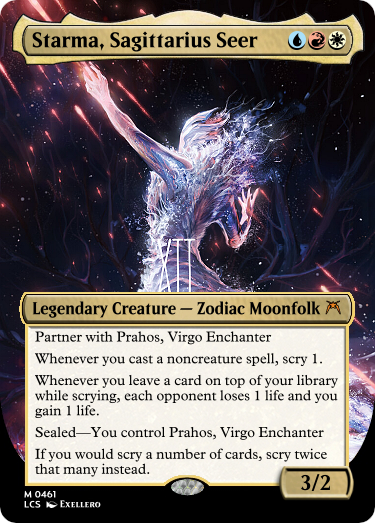 Starma, Sagittarius Seer
XII
Legendary Creature — Zodiac Moonfolk
Partner with Prahos, Virgo Enchanter
Whenever you cast a noncreature spell, scry 1.
Whenever you leave a card on top of your library
while scrying, each opponent loses 1 life and you
gain 1 life.
Sealed—You control Prahos, Virgo Enchanter
If you would scry a number of cards, scry twice
that many instead.
3/2
M 0461
LCS Exellero